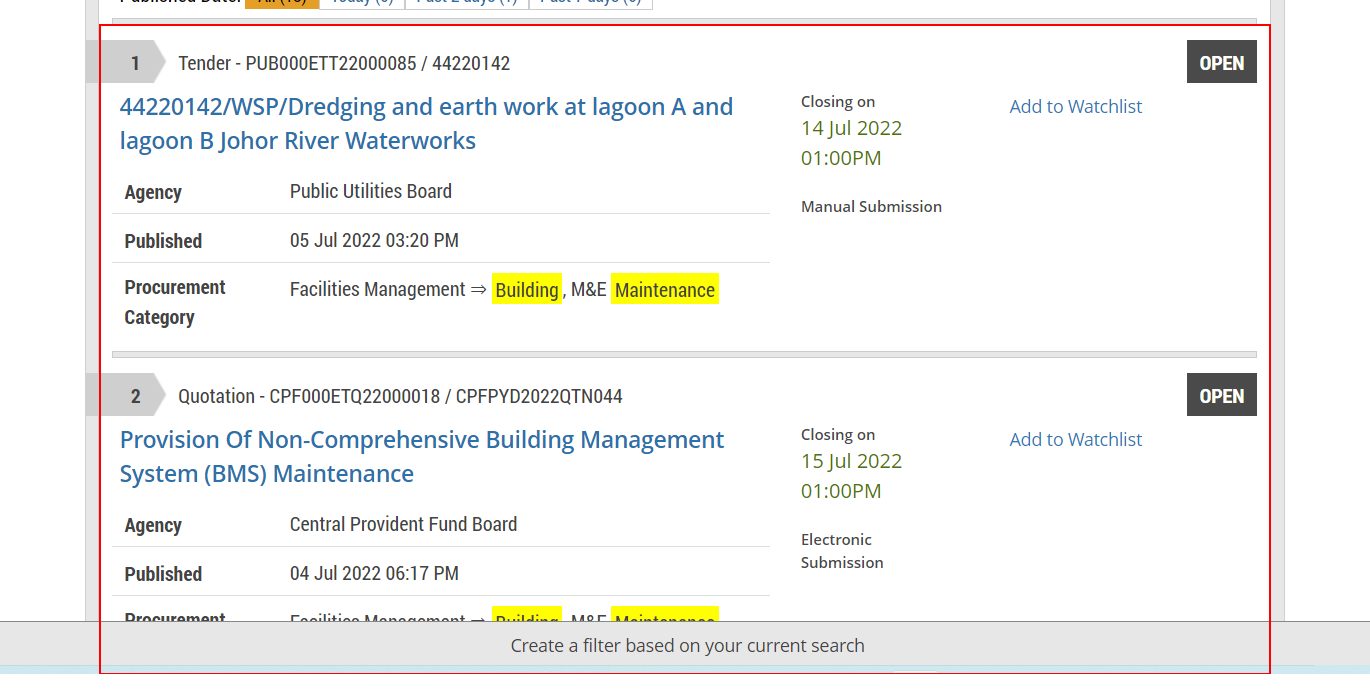 Published Date: All (10) Today (0) Past 2 days (1) Past 7 days (6)
1 Tender - PUB000ETT22000085 / 44220142 OPEN
44220142/WSP/Dredging and earth work at lagoon A and
lagoon B Johor River Waterworks
Closing on
14 Jul 2022
01:00PM
Manual Submission
Add to Watchlist
Agency Public Utilities Board
Published 05 Jul 2022 03:20 PM
Procurement Facilities Management ⇒ Building, M&E Maintenance
Category
2 Quotation - CPF000ETQ22000018 / CPFPYD2022QTN044 OPEN
Provision Of Non-Comprehensive Building Management
System (BMS) Maintenance
Closing on
15 Jul 2022
01:00PM
Electronic
Submission
Add to Watchlist
Agency Central Provident Fund Board
Published 04 Jul 2022 06:17 PM
Procurement Facilities Management ⇒ Building, M&E Maintenance
Create a filter based on your current search